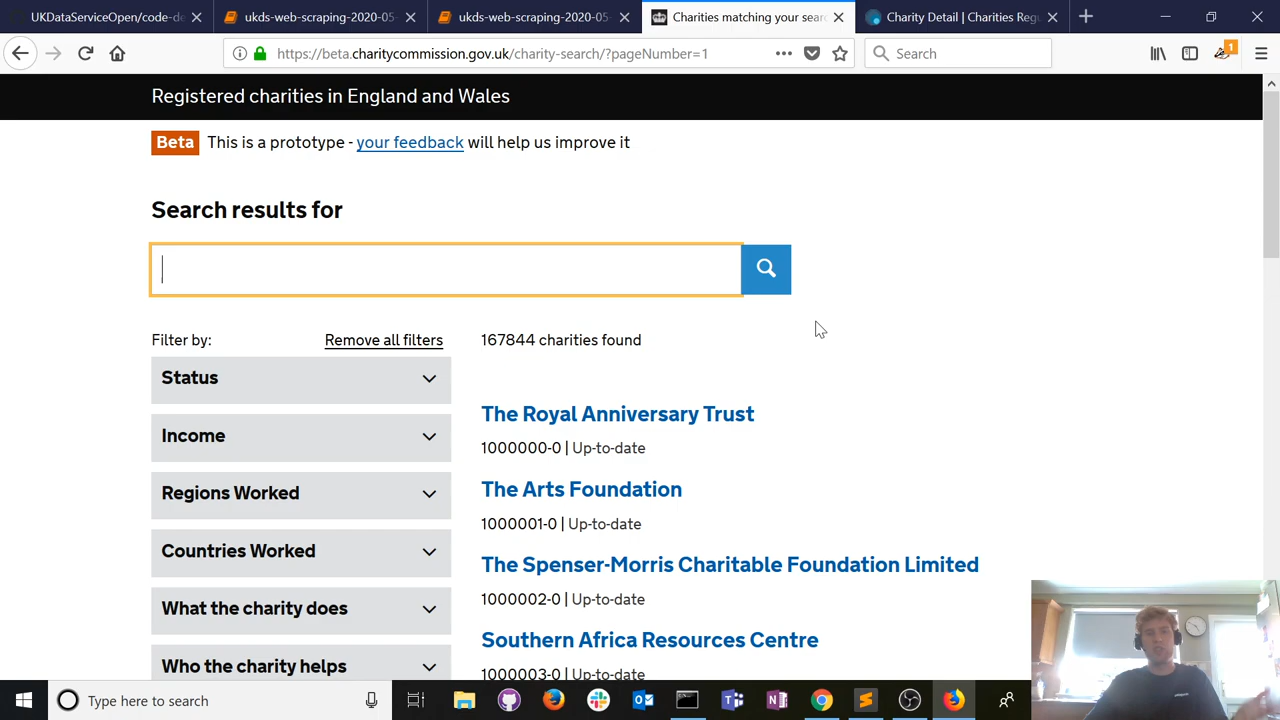 UKDataServiceOpen/code-de
ukds-web-scraping-2020-05
ukds-web-scraping-2020-05-
Charities matching your sear
Charity Detail | Charities Reg
https://beta.charitycommission.gov.uk/charity-search/?pageNumber=1
Search
1
Registered charities in England and Wales
Beta This is a prototype - your feedback will help us improve it
Search results for
Filter by: Remove all filters
167844 charities found
Status
Income
Regions Worked
Countries Worked
What the charity does
Who the charity helps
The Royal Anniversary Trust
1000000-0 | Up-to-date
The Arts Foundation
1000001-0 | Up-to-date
The Spenser-Morris Charitable Foundation Limited
1000002-0 | Up-to-date
Southern Africa Resources Centre
1000003-0 | Up-to-date
Type here to search